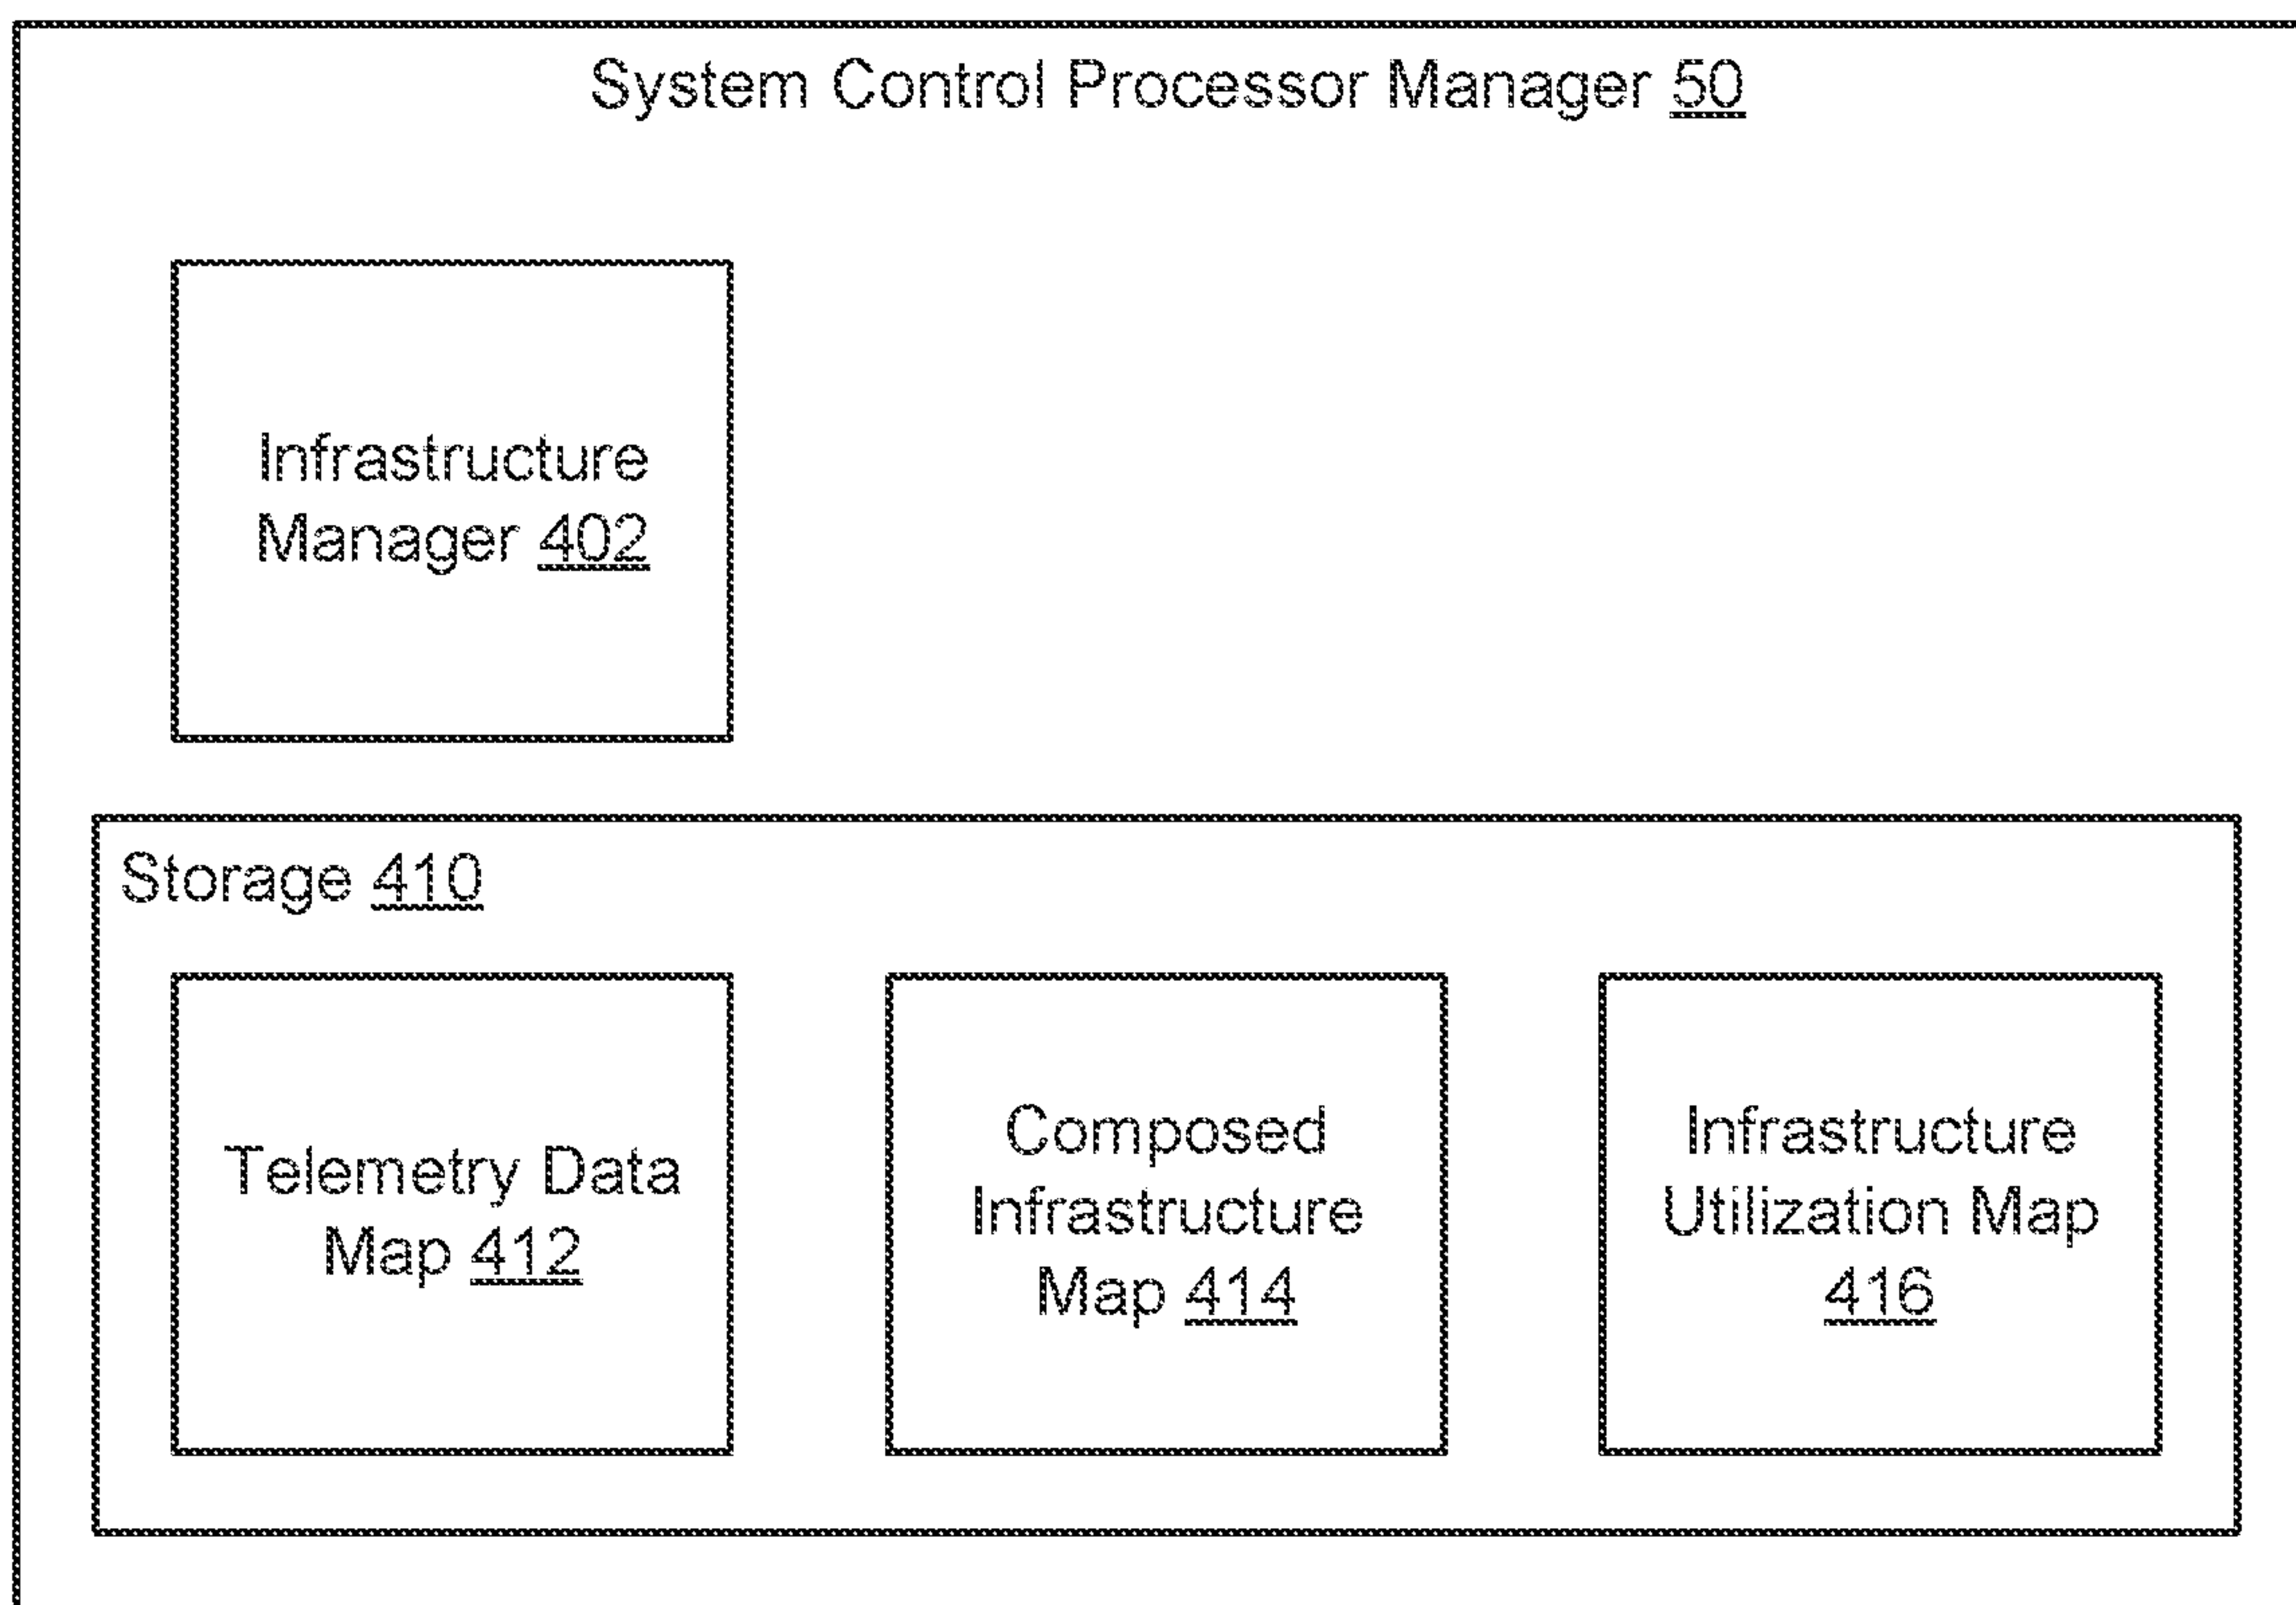 System Control Processor Manager 50
Infrastructure
Manager 402
Storage 410
Telemetry Data
Map 412
Composed
Infrastructure
Map 414
Infrastructure
Utilization Map
416